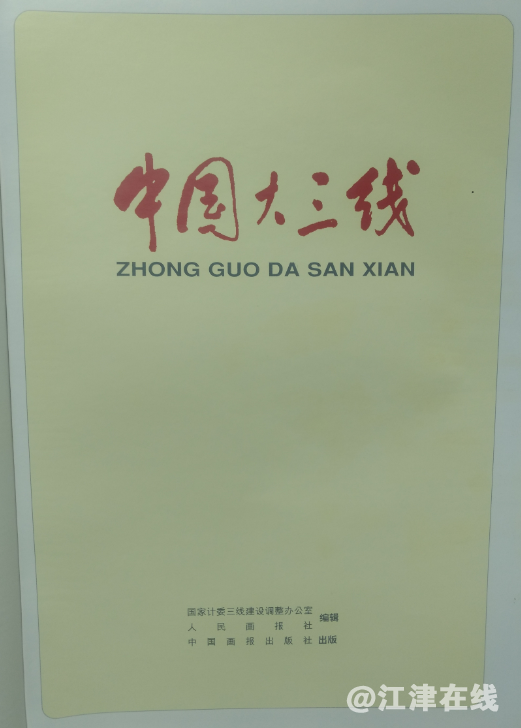 中国大三线
ZHONG GUO DA SAN XIAN
国家计委三线建设调整办公室
人民画报社 编辑
中国画报出版社 出版
@江津在线